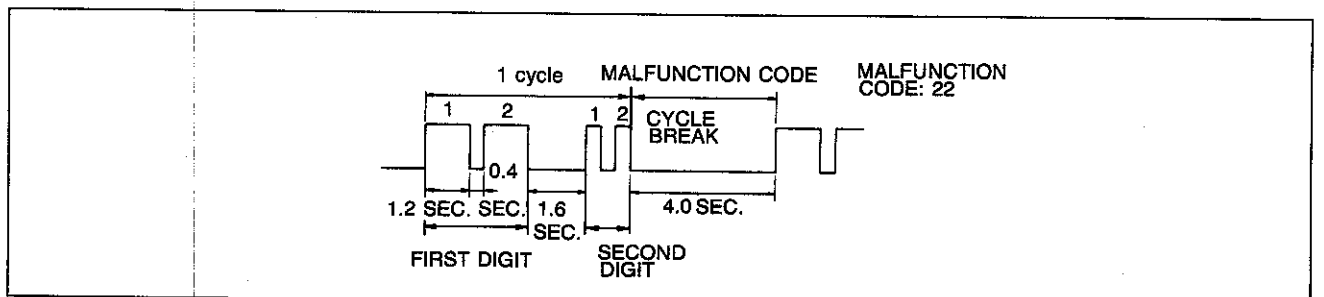 1 cycle MALFUNCTION CODE MALFUNCTION
CODE: 22
1 2 1 2 CYCLE
BREAK
0.4
1.2 SEC. SEC. 1.6
SEC. 4.0 SEC.
FIRST DIGIT SECOND
DIGIT